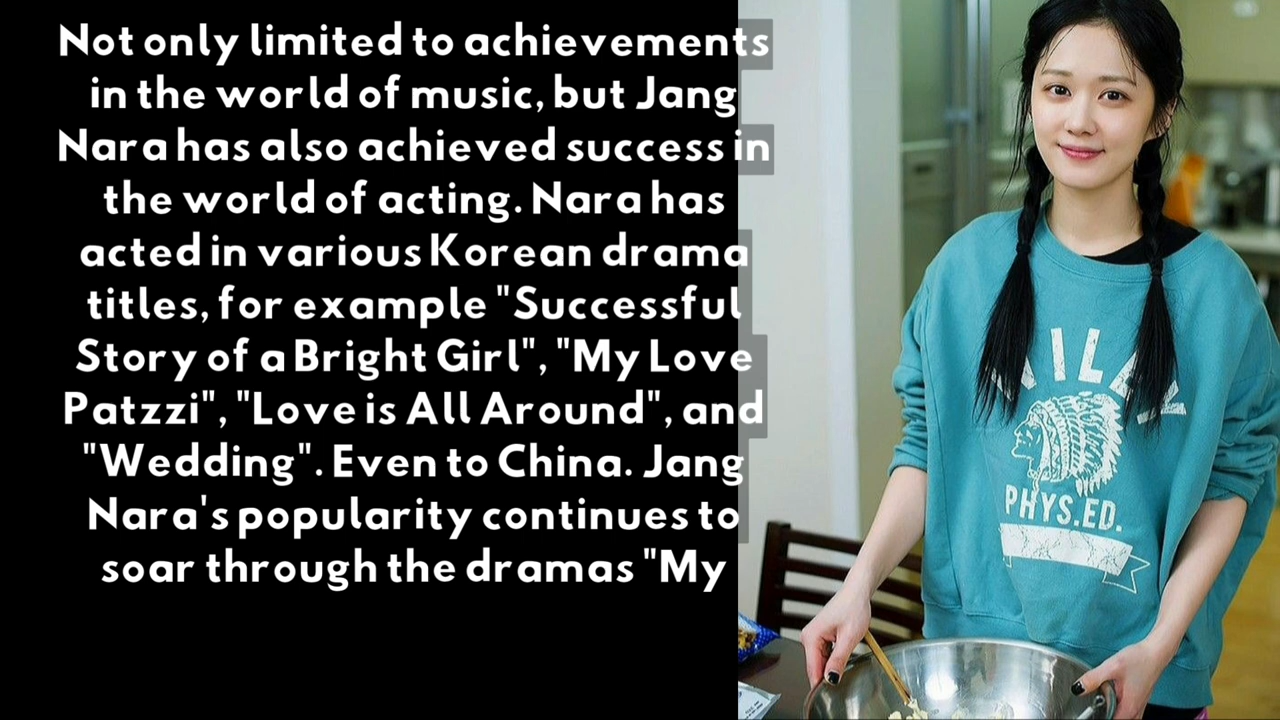 Not only limited to achievements
in the world of music, but Jang
Nara has also achieved success in
the world of acting. Nara has
acted in various Korean drama
titles, for example "Successful
Story of a Bright Girl", "My Love
Patzzi", "Love is All Around", and
"Wedding". Even to China. Jang
Nara's popularity continues to
soar through the dramas "My
PHYS.ED.